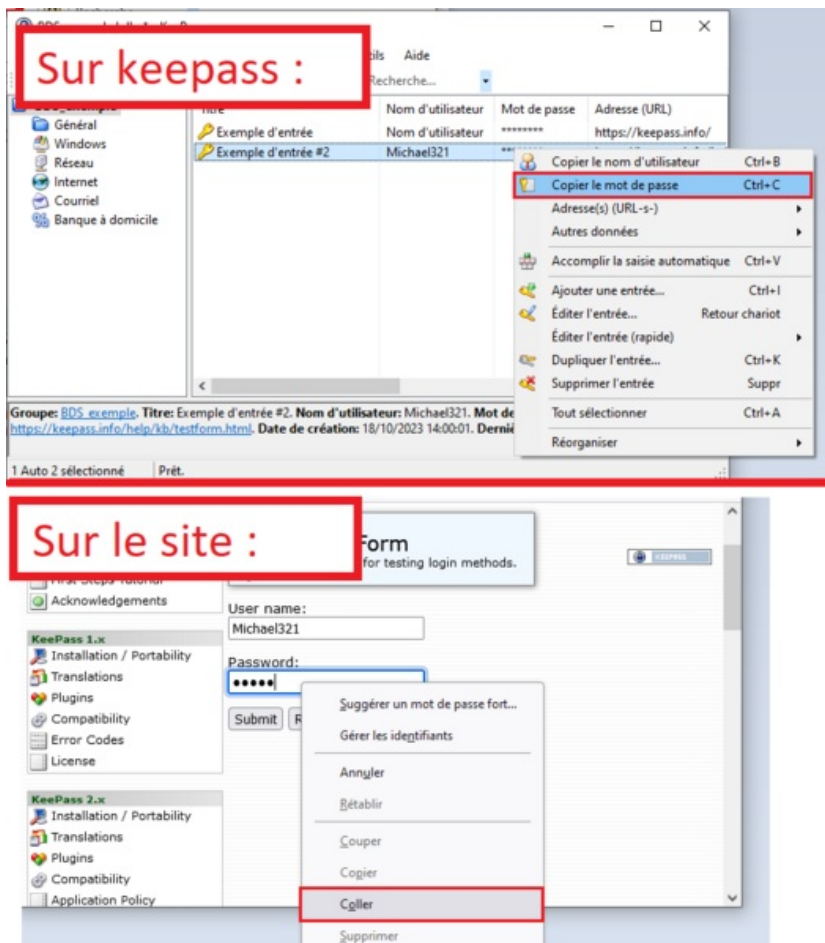 Sur keepass :
ils Aide
Recherche...
Titre Nom d'utilisateur Mot de passe Adresse (URL)
Général
Windows
Réseau
Internet
Courriel
Banque à domicile
Exemple d'entrée Nom d'utilisateur ******** https://keepass.info/
Exemple d'entrée #2 Michael321
Copier le nom d'utilisateur Ctrl+B
Copier le mot de passe Ctrl+C
Adresse(s) (URL-s-)
Autres données
Accomplir la saisie automatique Ctrl+V
Ajouter une entrée... Ctrl+I
Éditer l'entrée... Retour chariot
Éditer l'entrée (rapide)
Dupliquer l'entrée... Ctrl+K
Supprimer l'entrée Suppr
Tout sélectionner Ctrl+A
Réorganiser
Groupe: BDS exemple. Titre: Exemple d'entrée #2. Nom d'utilisateur: Michael321. Mot de
https://keepass.info/help/kb/testform.html. Date de création: 18/10/2023 14:00:01. Derniè
1 Auto 2 sélectionné Prêt.
Sur le site :
Form
for testing login methods.
KEEPASS
First Steps Tutorial
Acknowledgements
KeePass 1.x
Installation / Portability
Translations
Plugins
Compatibility
Error Codes
License
KeePass 2.x
Installation / Portability
Translations
Plugins
Compatibility
Application Policy
User name:
Michael321
Password:
•••••
Submit R
Suggérer un mot de passe fort...
Gérer les identifiants
Annuler
Rétablir
Couper
Copier
Coller
Supprimer